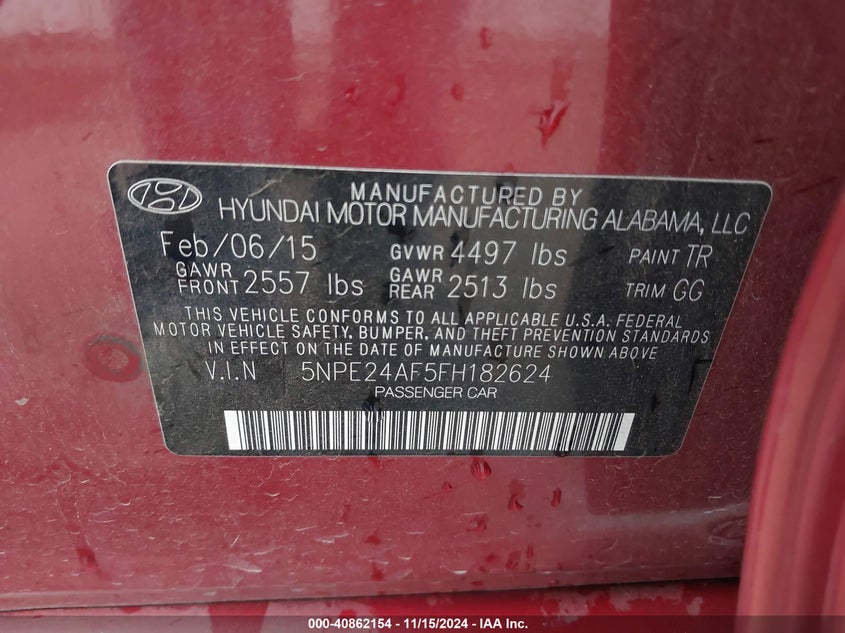 MANUFACTURED BY
HYUNDAI MOTOR MANUFACTURING ALABAMA, LLC
Feb/06/15 GVWR 4497 lbs PAINT TR
GAWR FRONT 2557 lbs GAWR REAR 2513 lbs TRIM GG
THIS VEHICLE CONFORMS TO ALL APPLICABLE U.S.A. FEDERAL
MOTOR VEHICLE SAFETY, BUMPER, AND THEFT PREVENTION STANDARDS
IN EFFECT ON THE DATE OF MANUFACTURE SHOWN ABOVE
V.I.N 5NPE24AF5FH182624
PASSENGER CAR
000-40862154 - 11/15/2024 - IAA Inc.